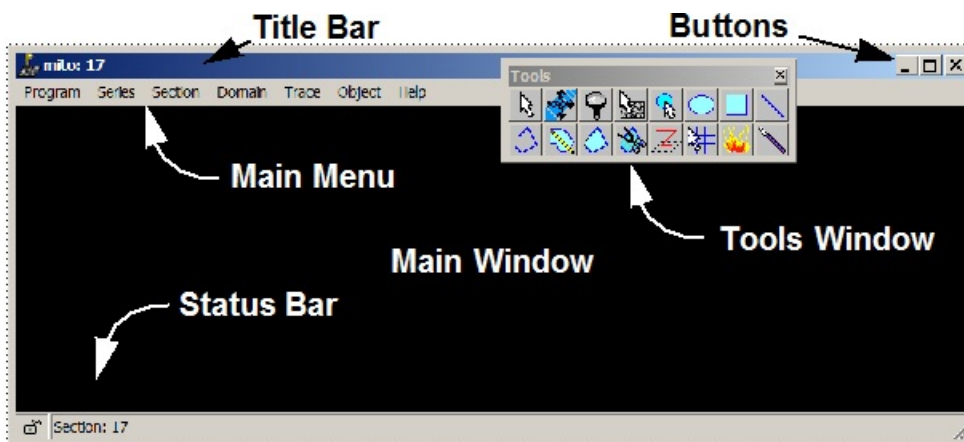 Title Bar
Buttons
mito: 17
Tools
Program Series Section Domain Trace Object Help
Main Menu
Tools Window
Main Window
Status Bar
Section: 17